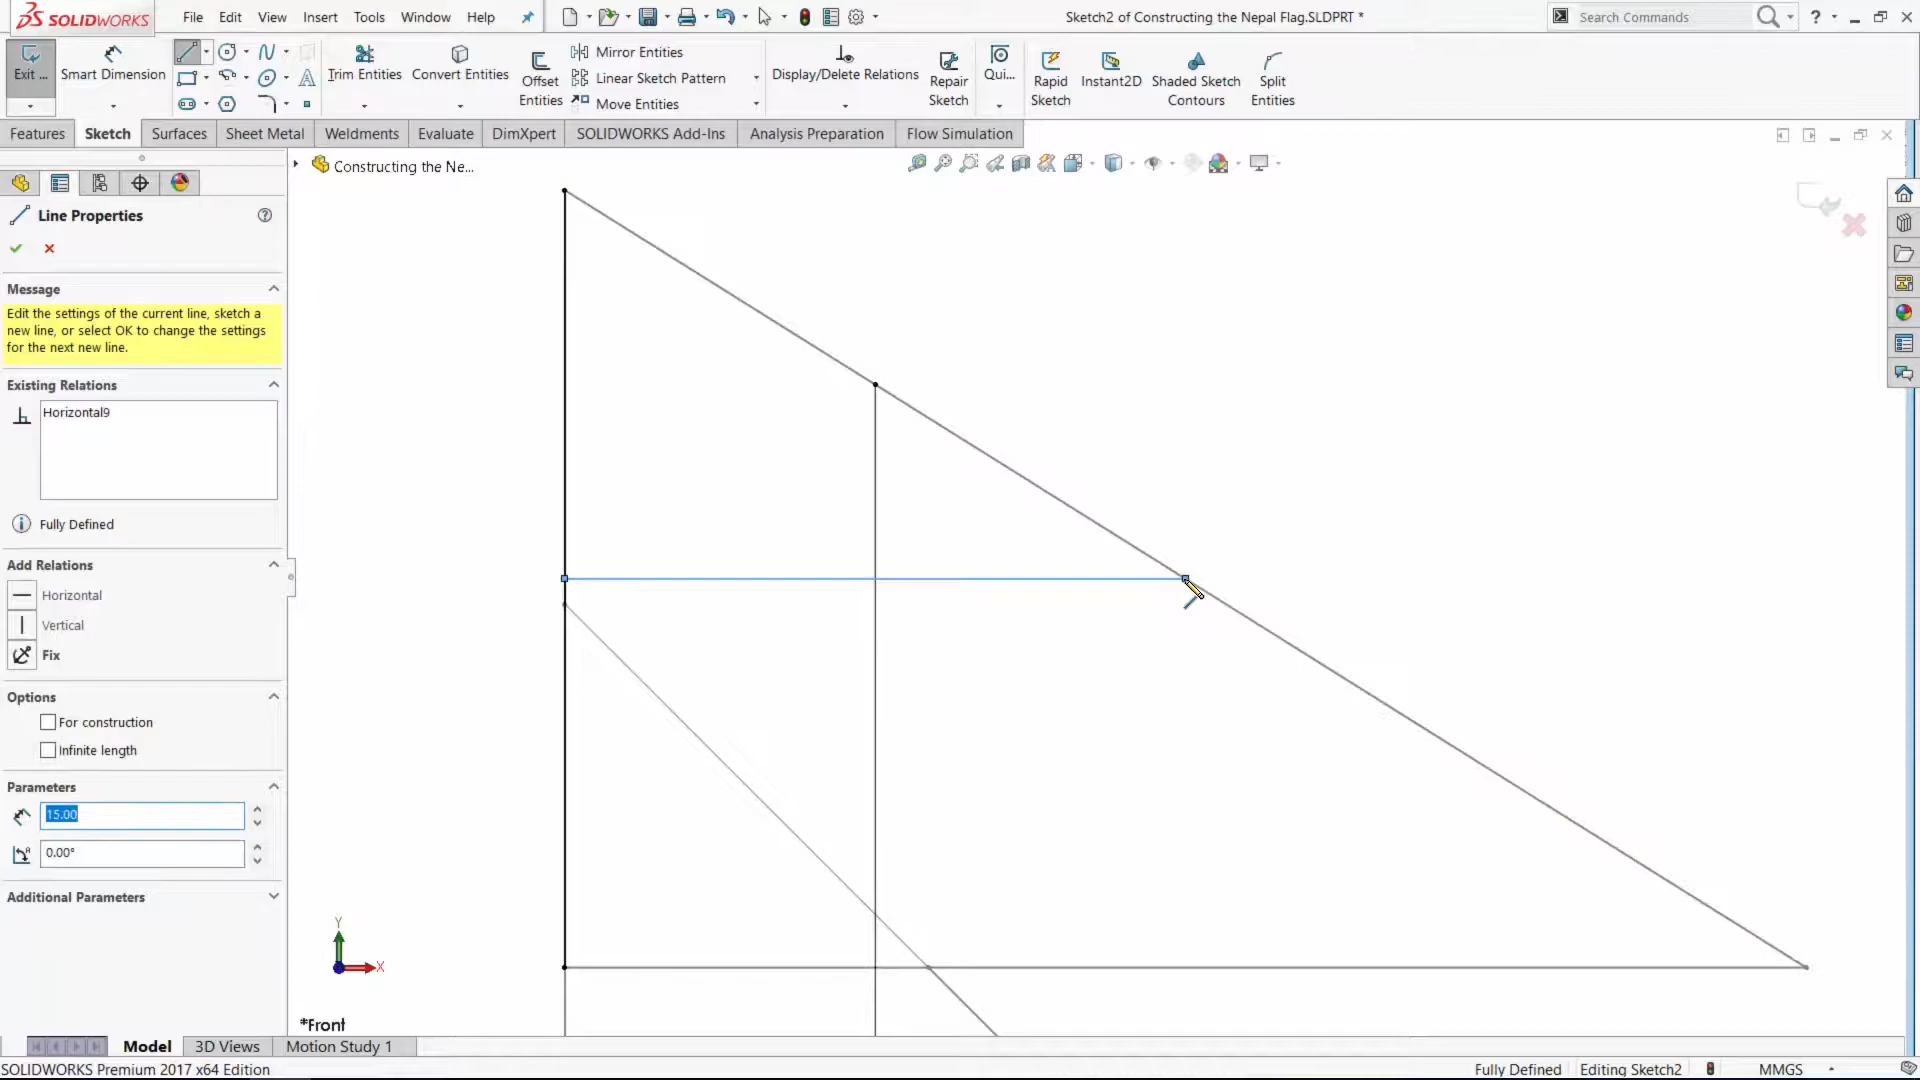 SOLIDWORKS File Edit View Insert Tools Window Help Sketch2 of Constructing the Nepal Flag.SLDPRT * Search Commands ?
Exit ... Smart Dimension Trim Entities Convert Entities Offset Entities Mirror Entities Display/Delete Relations Repair Sketch Qui... Rapid Sketch Instant2D Shaded Sketch Contours Split Entities
Linear Sketch Pattern
Move Entities
Features Sketch Surfaces Sheet Metal Weldments Evaluate DimXpert SOLIDWORKS Add-Ins Analysis Preparation Flow Simulation
Constructing the Ne...
Line Properties
Message
Edit the settings of the current line, sketch a
new line, or select OK to change the settings
for the next new line.
Existing Relations
Horizontal9
Fully Defined
Add Relations
Horizontal
Vertical
Fix
Options
For construction
Infinite length
Parameters
15.00
0.00°
Additional Parameters
Y
X
*Front
Model 3D Views Motion Study 1
SOLIDWORKS Premium 2017 x64 Edition Fully Defined Editing Sketch2 MMGS